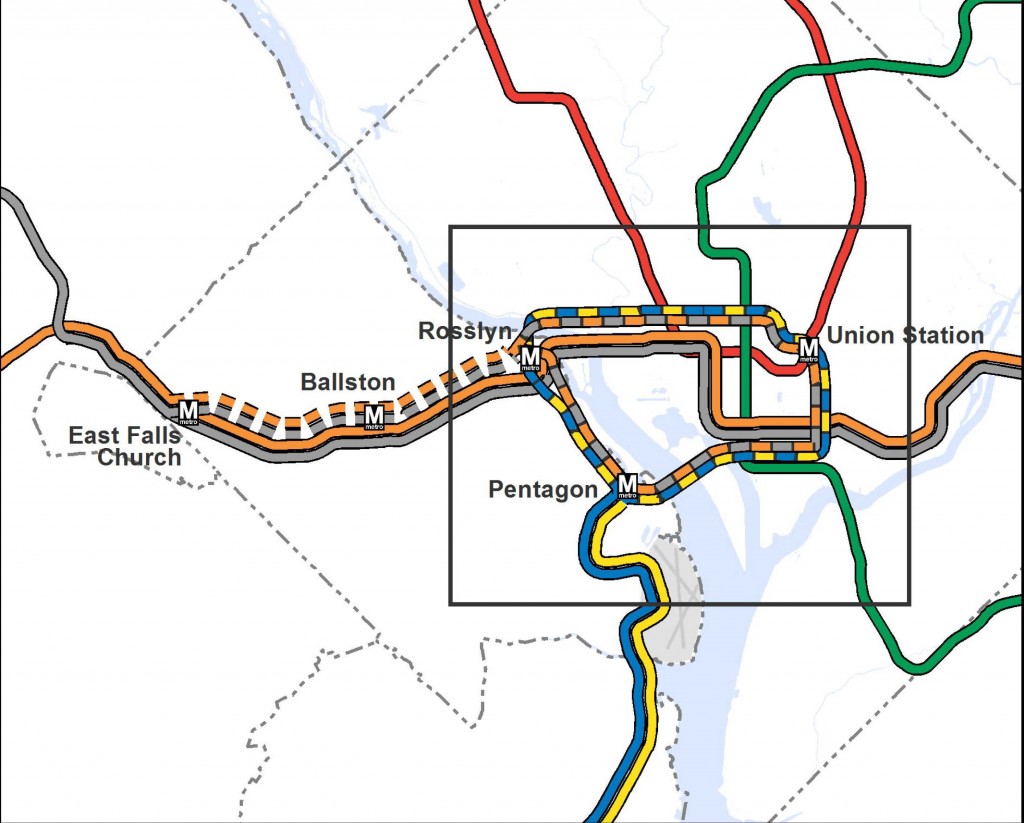 Rosslyn
M
metro
Union Station
M
metro
Ballston
M
metro
East Falls
Church
M
metro
Pentagon
M
metro